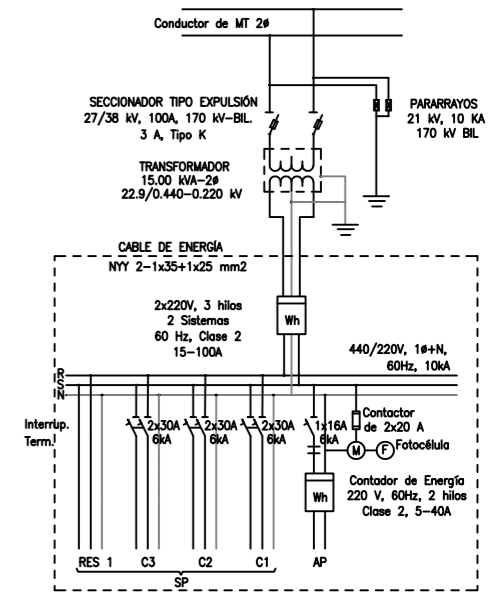 Conductor de MT 2ø
SECCIONADOR TIPO EXPULSIÓN
27/38 kV, 100A, 170 kV-BIL.
3 A, Tipo K
PARARRAYOS
21 kV, 10 KA
170 kV BIL
TRANSFORMADOR
15.00 kVA-2ø
22.9/0.440-0.220 kV
CABLE DE ENERGÍA
NYY 2-1x35+1x25 mm2
2x220V, 3 hilos
2 Sistemas
60 Hz, Clase 2
15-100A
Wh
440/220V, 1ø+N,
60Hz, 10kA
R
S
N
Interrup.
Term.
2x30A
6kA
2x30A
6kA
2x30A
6kA
1x16A
6kA
Contactor
de 2x20 A
M
F
Fotocélula
Wh
Contador de Energía
220 V, 60Hz, 2 hilos
Clase 2, 5-40A
RES 1
C3
C2
C1
AP
SP